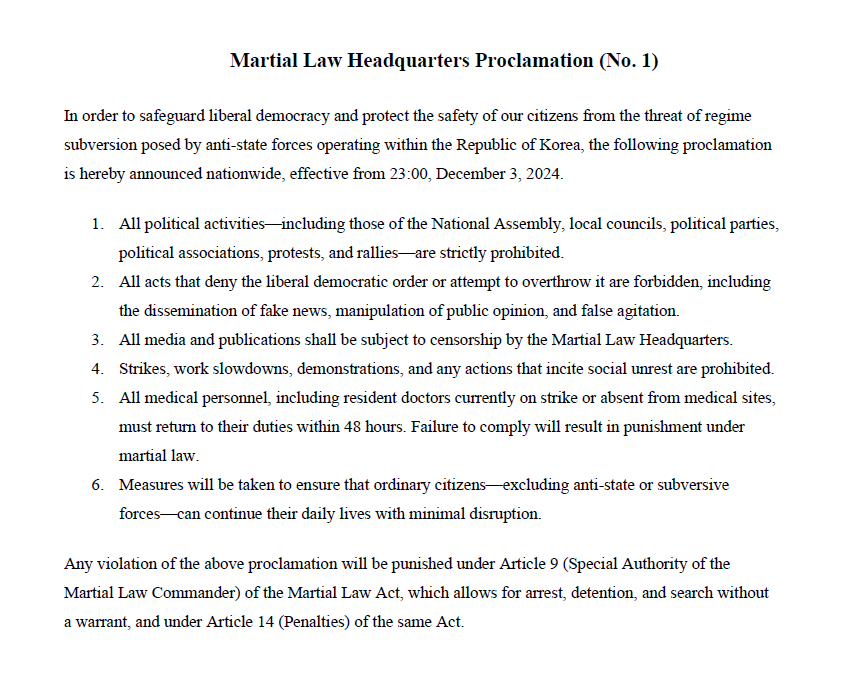 Martial Law Headquarters Proclamation (No. 1)
In order to safeguard liberal democracy and protect the safety of our citizens from the threat of regime
subversion posed by anti-state forces operating within the Republic of Korea, the following proclamation
is hereby announced nationwide, effective from 23:00, December 3, 2024.
1. All political activities—including those of the National Assembly, local councils, political parties,
political associations, protests, and rallies—are strictly prohibited.
2. All acts that deny the liberal democratic order or attempt to overthrow it are forbidden, including
the dissemination of fake news, manipulation of public opinion, and false agitation.
3. All media and publications shall be subject to censorship by the Martial Law Headquarters.
4. Strikes, work slowdowns, demonstrations, and any actions that incite social unrest are prohibited.
5. All medical personnel, including resident doctors currently on strike or absent from medical sites,
must return to their duties within 48 hours. Failure to comply will result in punishment under
martial law.
6. Measures will be taken to ensure that ordinary citizens—excluding anti-state or subversive
forces—can continue their daily lives with minimal disruption.
Any violation of the above proclamation will be punished under Article 9 (Special Authority of the
Martial Law Commander) of the Martial Law Act, which allows for arrest, detention, and search without
a warrant, and under Article 14 (Penalties) of the same Act.